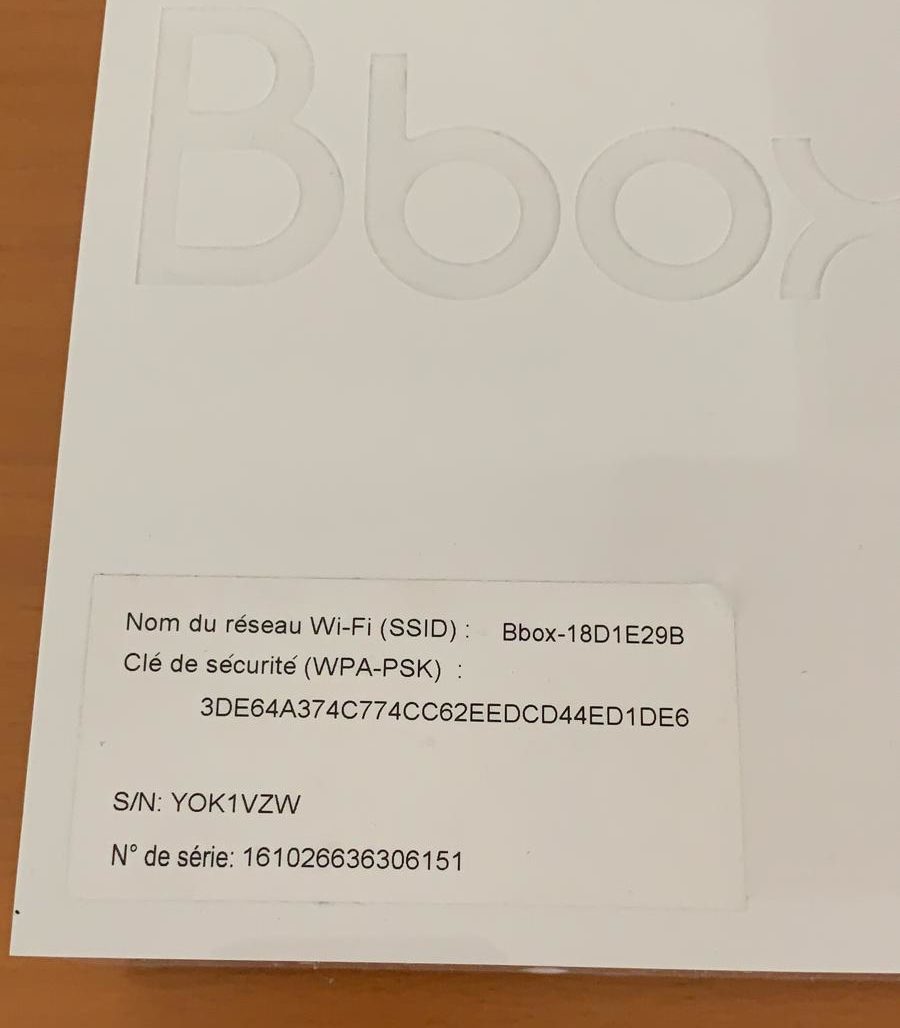 Bbox
Nom du réseau Wi-Fi (SSID) : Bbox-18D1E29B
Clé de sécurité (WPA-PSK) :
3DE64A374C774CC62EEDCD44ED1DE6
S/N: YOK1VZW
N° de série: 161026636306151